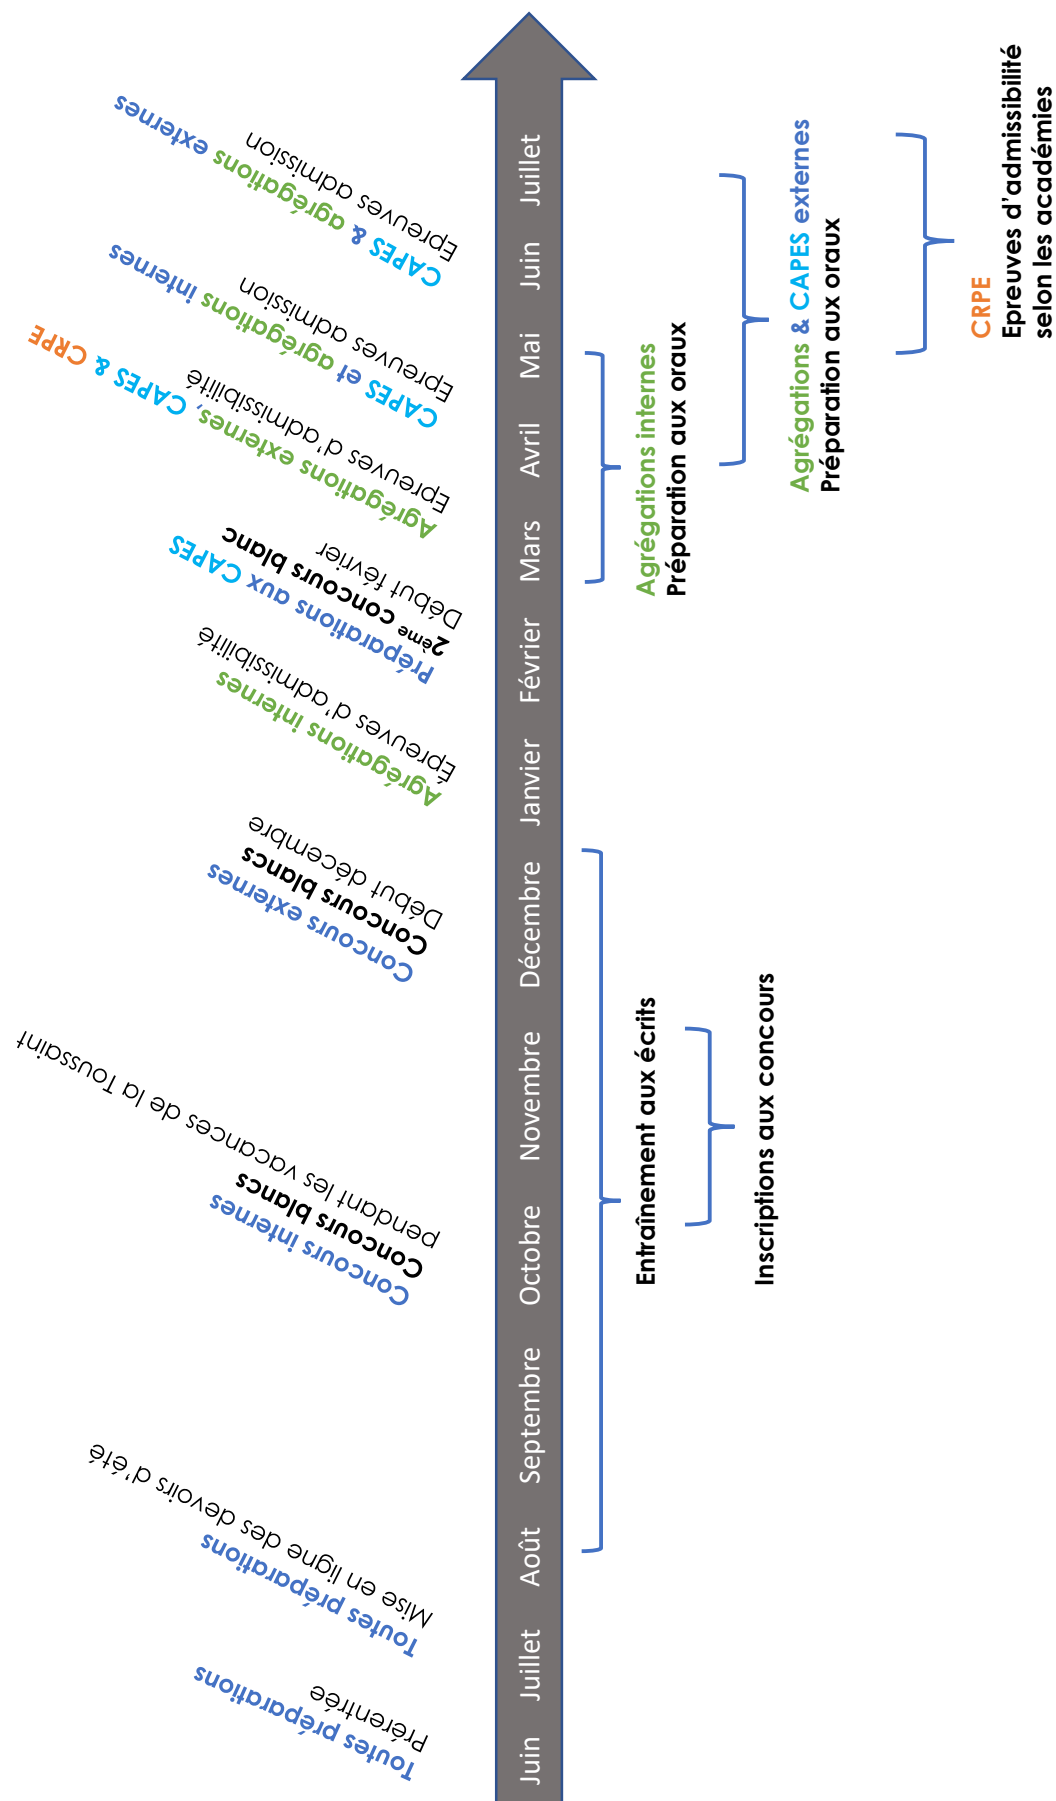 Toutes préparations
Prérentrée
Toutes préparations
Mise en ligne des devoirs d'été
Concours internes
Concours blancs
pendant les vacances de la Toussaint
Concours externes
Concours blancs
Début décembre
Agrégations internes
Épreuves d'admissibilité
Préparations aux CAPES
2ème concours blanc
Début février
Agrégations externes, CAPES & CRPE
Epreuves d'admissibilité
CAPES et agrégations internes
Epreuves admission
CAPES & agrégations externes
Epreuves admission
Juin Juillet Août Septembre Octobre Novembre Décembre Janvier Février Mars Avril Mai Juin Juillet
Entraînement aux écrits
Inscriptions aux concours
Agrégations internes
Préparation aux oraux
Agrégations & CAPES externes
Préparation aux oraux
CRPE
Epreuves d'admissibilité
selon les académies